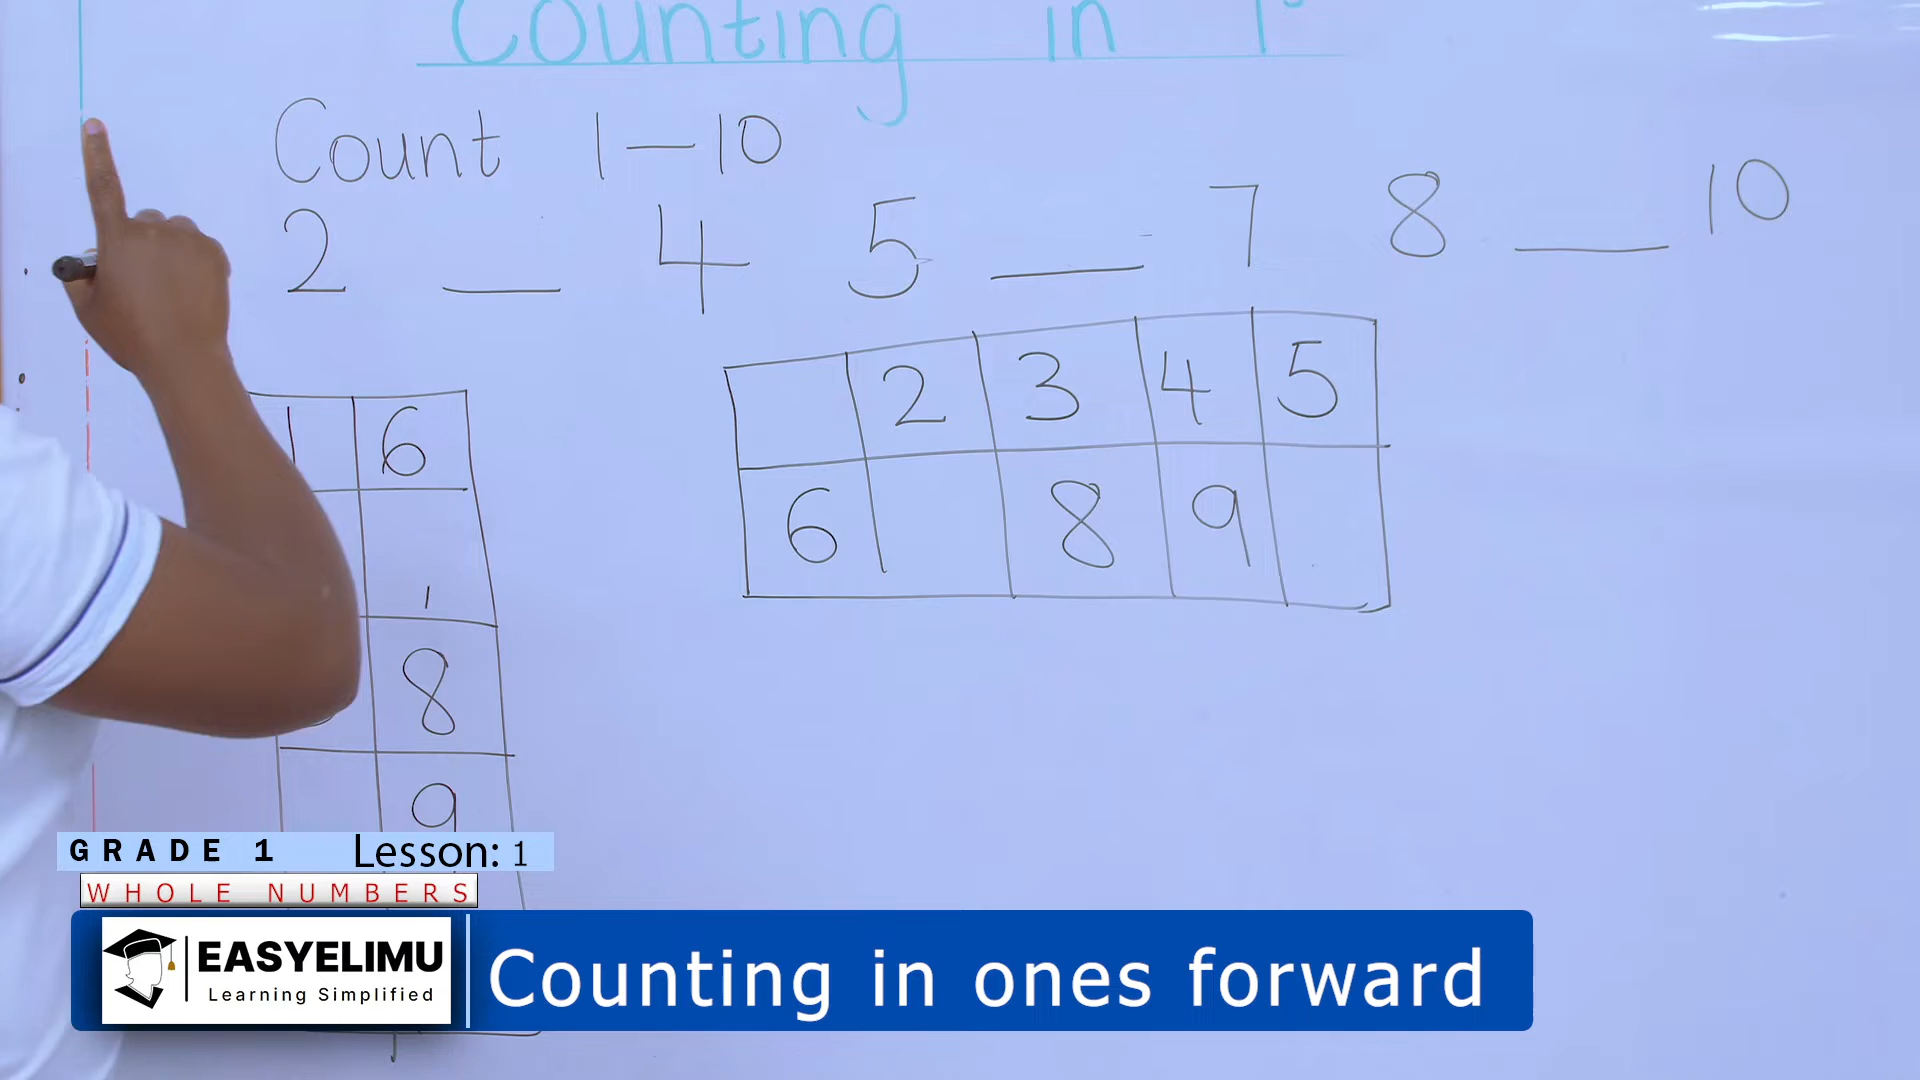 Counting in 1s
Count 1 — 10
2 __ 4 5 __ 7 8 __ 10
2 3 4 5
6 8 9
1 6
8
9
GRADE 1 Lesson: 1
WHOLE NUMBERS
EASYELIMU
Learning Simplified
Counting in ones forward